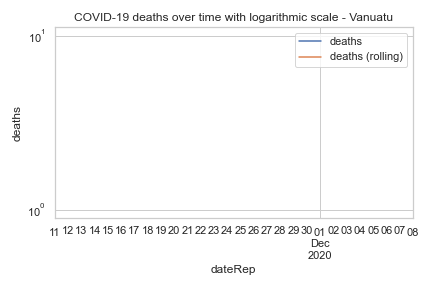 COVID-19 deaths over time with logarithmic scale - Vanuatu
10¹
deaths
deaths (rolling)
deaths
10⁰
11 12 13 14 15 16 17 18 19 20 21 22 23 24 25 26 27 28 29 30 01 02 03 04 05 06 07 08
Dec
2020
dateRep